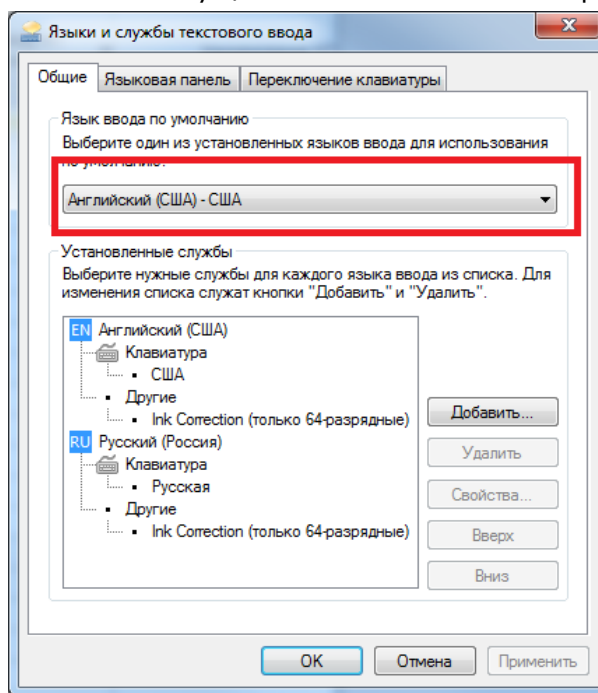 Языки и службы текстового ввода
Общие Языковая панель Переключение клавиатуры
Язык ввода по умолчанию
Выберите один из установленных языков ввода для использования
Английский (США) - США
Установленные службы
Выберите нужные службы для каждого языка ввода из списка. Для
изменения списка служат кнопки "Добавить" и "Удалить".
EN Английский (США)
Клавиатура
США
Другие
Ink Correction (только 64-разрядные)
RU Русский (Россия)
Клавиатура
Русская
Другие
Ink Correction (только 64-разрядные)
Добавить...
Удалить
Свойства...
Вверх
Вниз
OK Отмена Применить